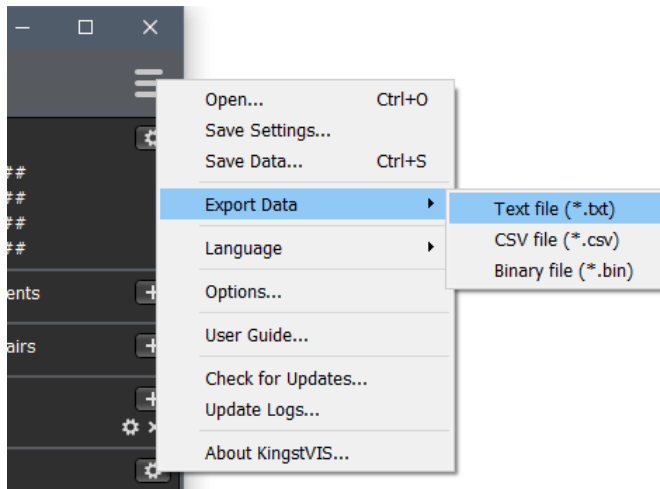 Open... Ctrl+O
Save Settings...
Save Data... Ctrl+S
Export Data
Text file (*.txt)
CSV file (*.csv)
Binary file (*.bin)
Language
Options...
User Guide...
Check for Updates...
Update Logs...
About KingstVIS...
##
##
##
##
ents
airs